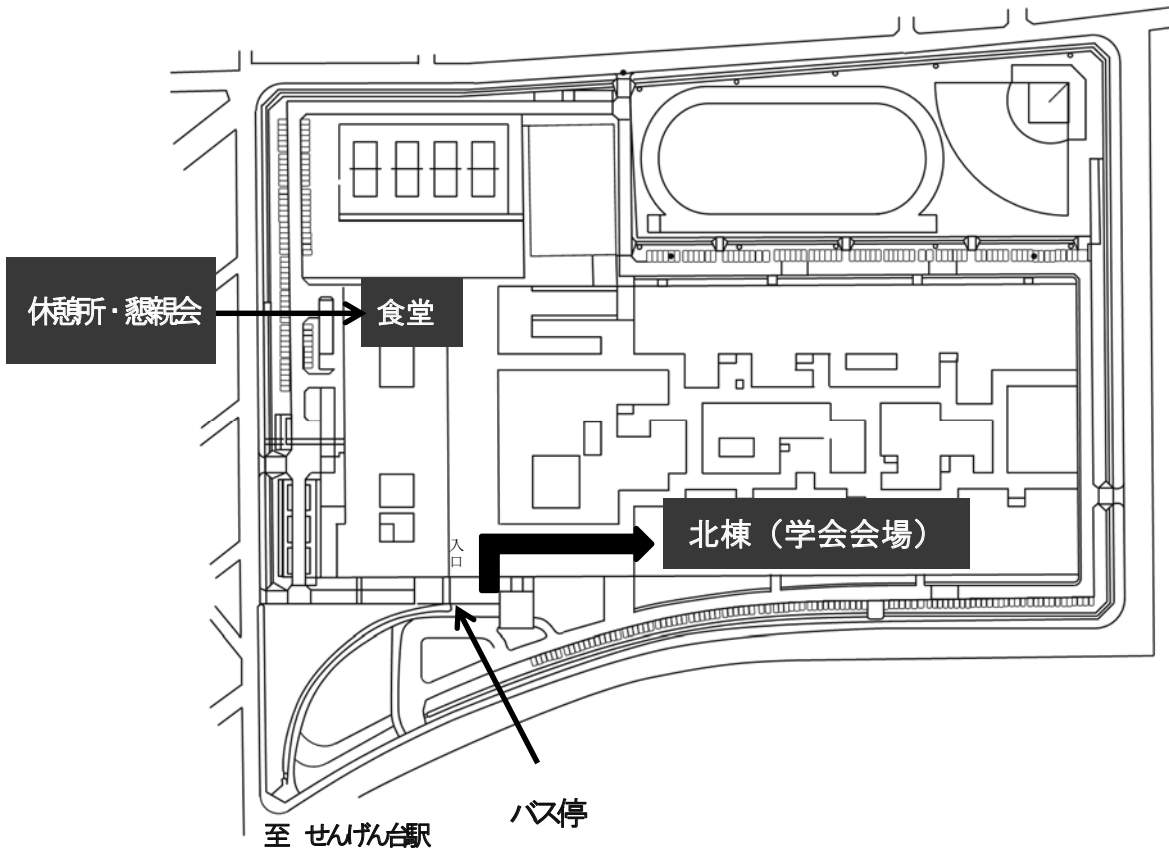 休憩所・懇親会
食堂
北棟（学会会場）
入口
バス停
至 せんげん台駅